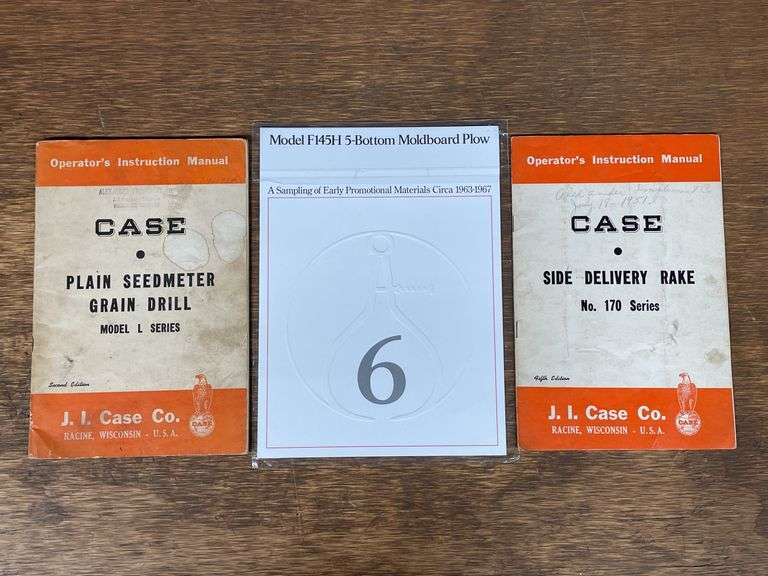 Operator's Instruction Manual
CASE
PLAIN SEEDMETER
GRAIN DRILL
MODEL L SERIES
Second Edition
J. I. Case Co.
RACINE, WISCONSIN - U.S.A.
CASE
Model F145H 5-Bottom Moldboard Plow
A Sampling of Early Promotional Materials Circa 1963-1967
6
Operator's Instruction Manual
CASE
SIDE DELIVERY RAKE
No. 170 Series
Fifth Edition
J. I. Case Co.
RACINE, WISCONSIN - U.S.A.
CASE